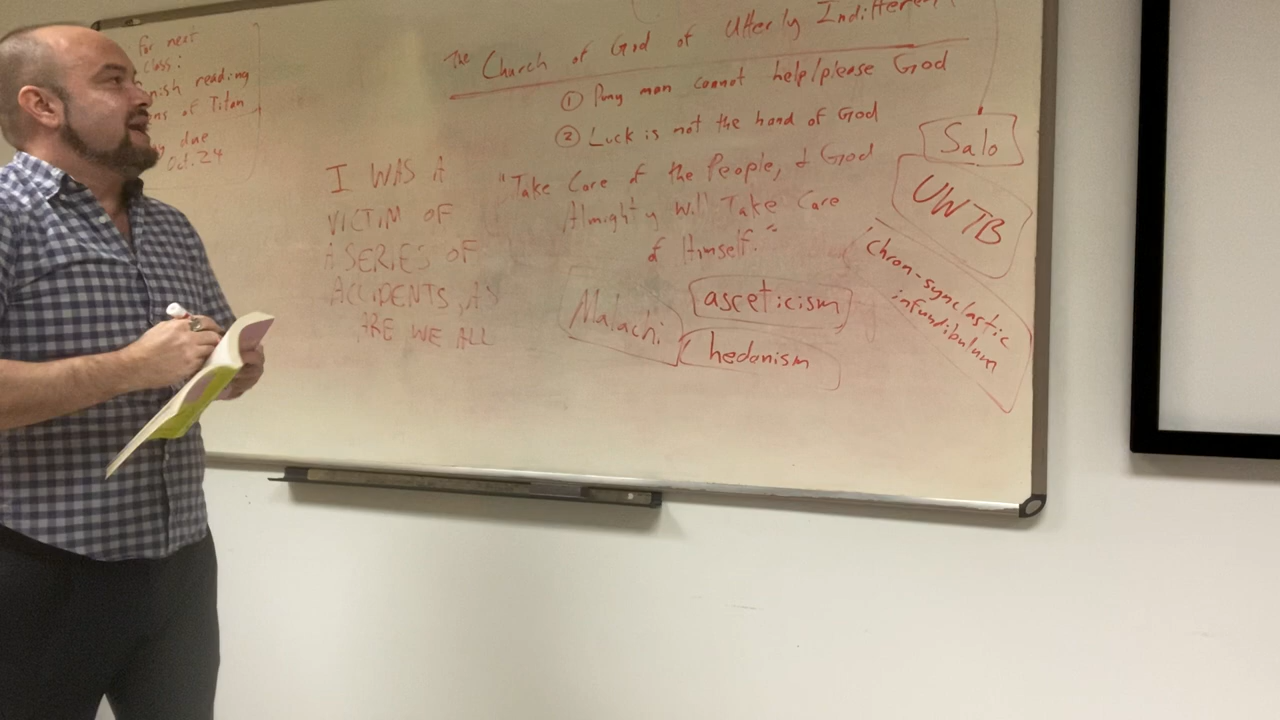 for next
class:
nish reading
ns of Titan
due
Oct. 24
The Church of God of Utterly Indifferen
① Puny man cannot help/please God
② Luck is not the hand of God
"Take Care of the People, & God
Almighty Will Take Care
of Himself."
I WAS A
VICTIM OF
A SERIES OF
ACCIDENTS, AS
ARE WE ALL
Malachi
asceticism
hedonism
Salo
UWTB
chron-synclastic
infundibulum